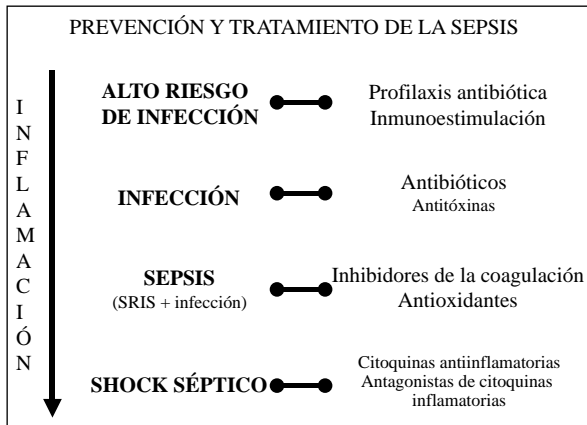 PREVENCIÓN Y TRATAMIENTO DE LA SEPSIS
INFLAMACIÓN
ALTO RIESGO
DE INFECCIÓN
Profilaxis antibiótica
Inmunoestimulación
INFECCIÓN
Antibióticos
Antitóxinas
SEPSIS
(SRIS + infección)
Inhibidores de la coagulación
Antioxidantes
SHOCK SÉPTICO
Citoquinas antiinflamatorias
Antagonistas de citoquinas
inflamatorias